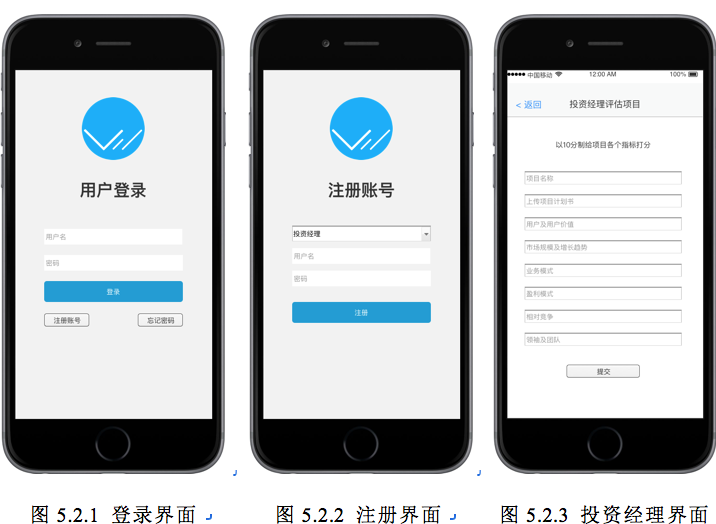 用户登录
用户名
密码
登录
注册账号
忘记密码
注册账号
投资经理
用户名
密码
注册
中国移动
12:00 AM
100%
< 返回
投资经理评估项目
以10分制给项目各个指标打分
项目名称
上传项目计划书
用户及用户价值
市场规模及增长趋势
业务模式
盈利模式
相对竞争
领袖及团队
提交
图 5.2.1 登录界面
图 5.2.2 注册界面
图 5.2.3 投资经理界面